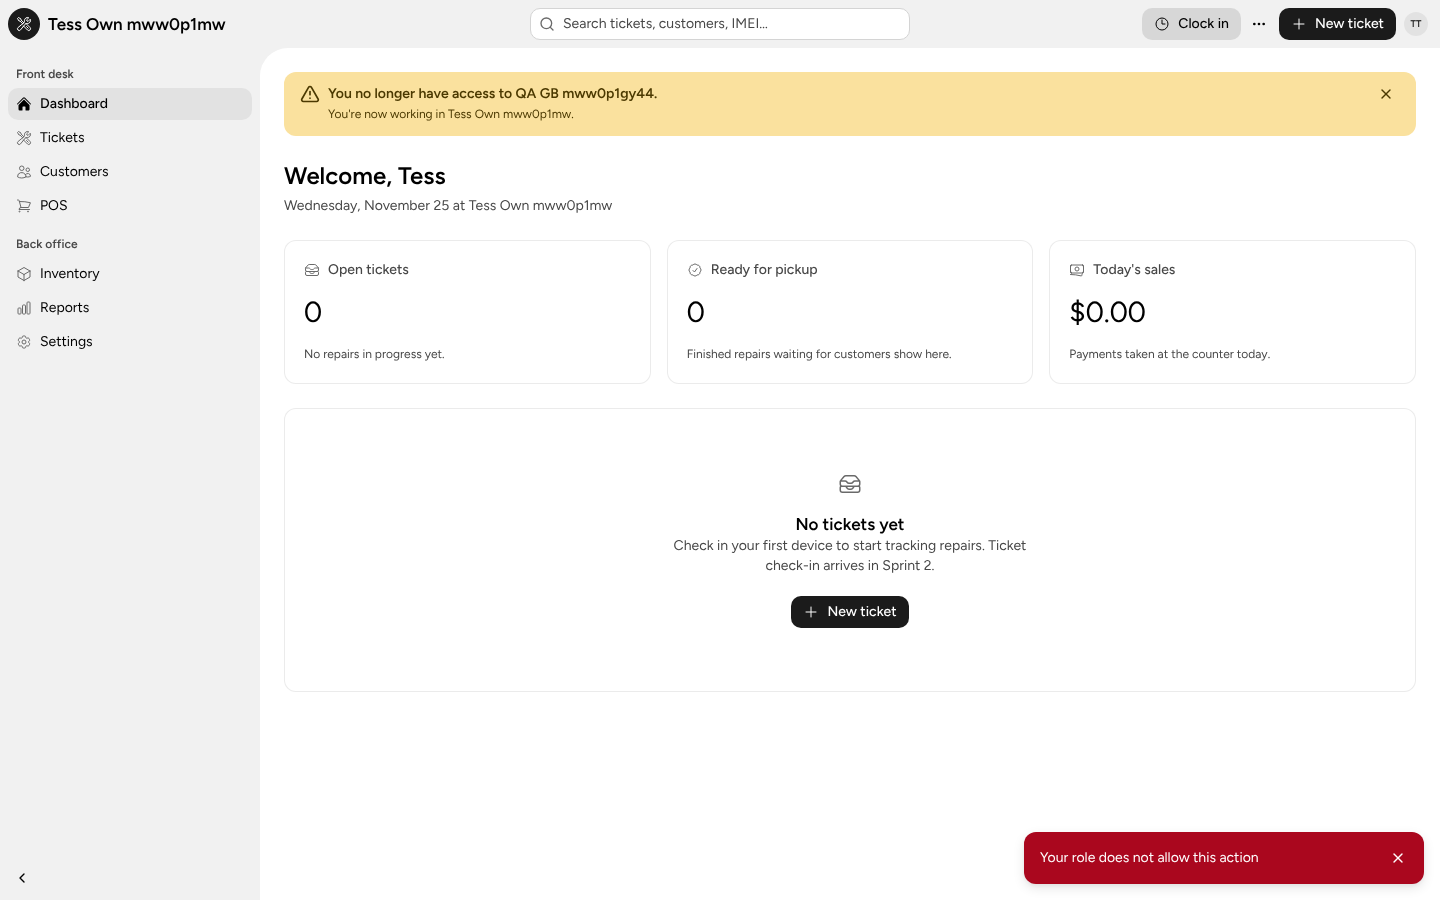 Tess Own mww0p1mw
Search tickets, customers, IMEI...
Clock in
New ticket
TT
Front desk
Dashboard
Tickets
Customers
POS
Back office
Inventory
Reports
Settings
You no longer have access to QA GB mww0p1gy44.
You're now working in Tess Own mww0p1mw.
Welcome, Tess
Wednesday, November 25 at Tess Own mww0p1mw
Open tickets
0
No repairs in progress yet.
Ready for pickup
0
Finished repairs waiting for customers show here.
Today's sales
$0.00
Payments taken at the counter today.
No tickets yet
Check in your first device to start tracking repairs. Ticket
check-in arrives in Sprint 2.
New ticket
Your role does not allow this action